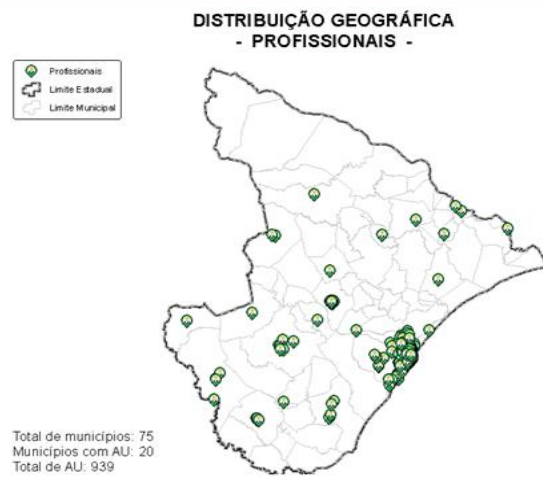 DISTRIBUIÇÃO GEOGRÁFICA
- PROFISSIONAIS -
Profissionais
Limite Estadual
Limite Municipal
Total de municípios: 75
Municípios com AU: 20
Total de AU: 939